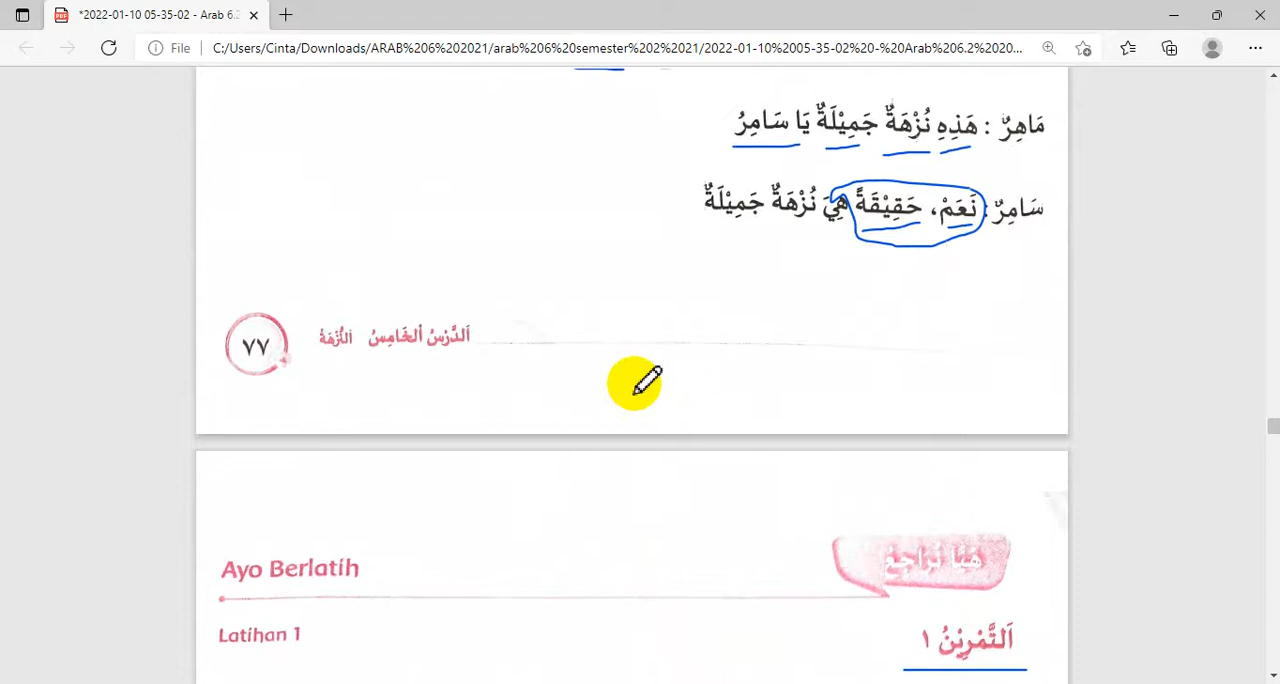 *2022-01-10 05-35-02 - Arab 6.2
File
C:/Users/Cinta/Downloads/ARAB%206%202021/arab%206%20semester%202%2021/2022-01-10%2005-35-02%20-%20Arab%206.2%2020...
مَاهِرٌ : هَذِهِ نُزْهَةٌ جَمِيْلَةٌ يَا سَامِرُ
سَامِرٌ : نَعَمْ، حَقِيْقَةً هِيَ نُزْهَةٌ جَمِيْلَةٌ
اَلدَّرْسُ الْخَامِسُ اَلنُّزْهَةُ
٧٧
هَيَّا نُرَاجِعُ
Ayo Berlatih
اَلتَّمْرِيْنُ ١
Latihan 1